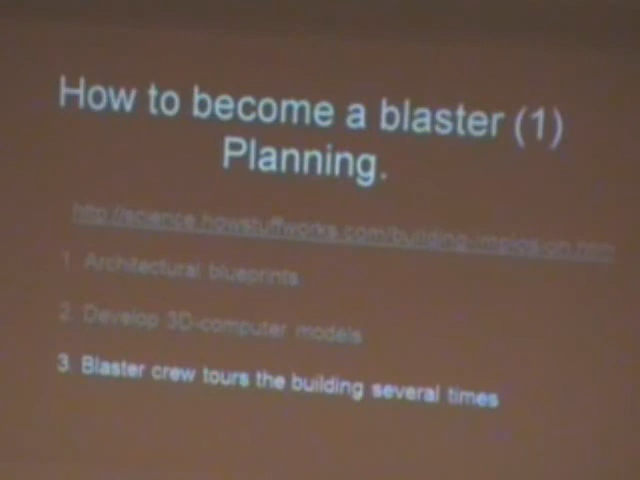 How to become a blaster (1)
Planning.
http://science.howstuffworks.com/building-implosion.htm
1. Architectural blueprints
2. Develop 3D-computer models
3. Blaster crew tours the building several times